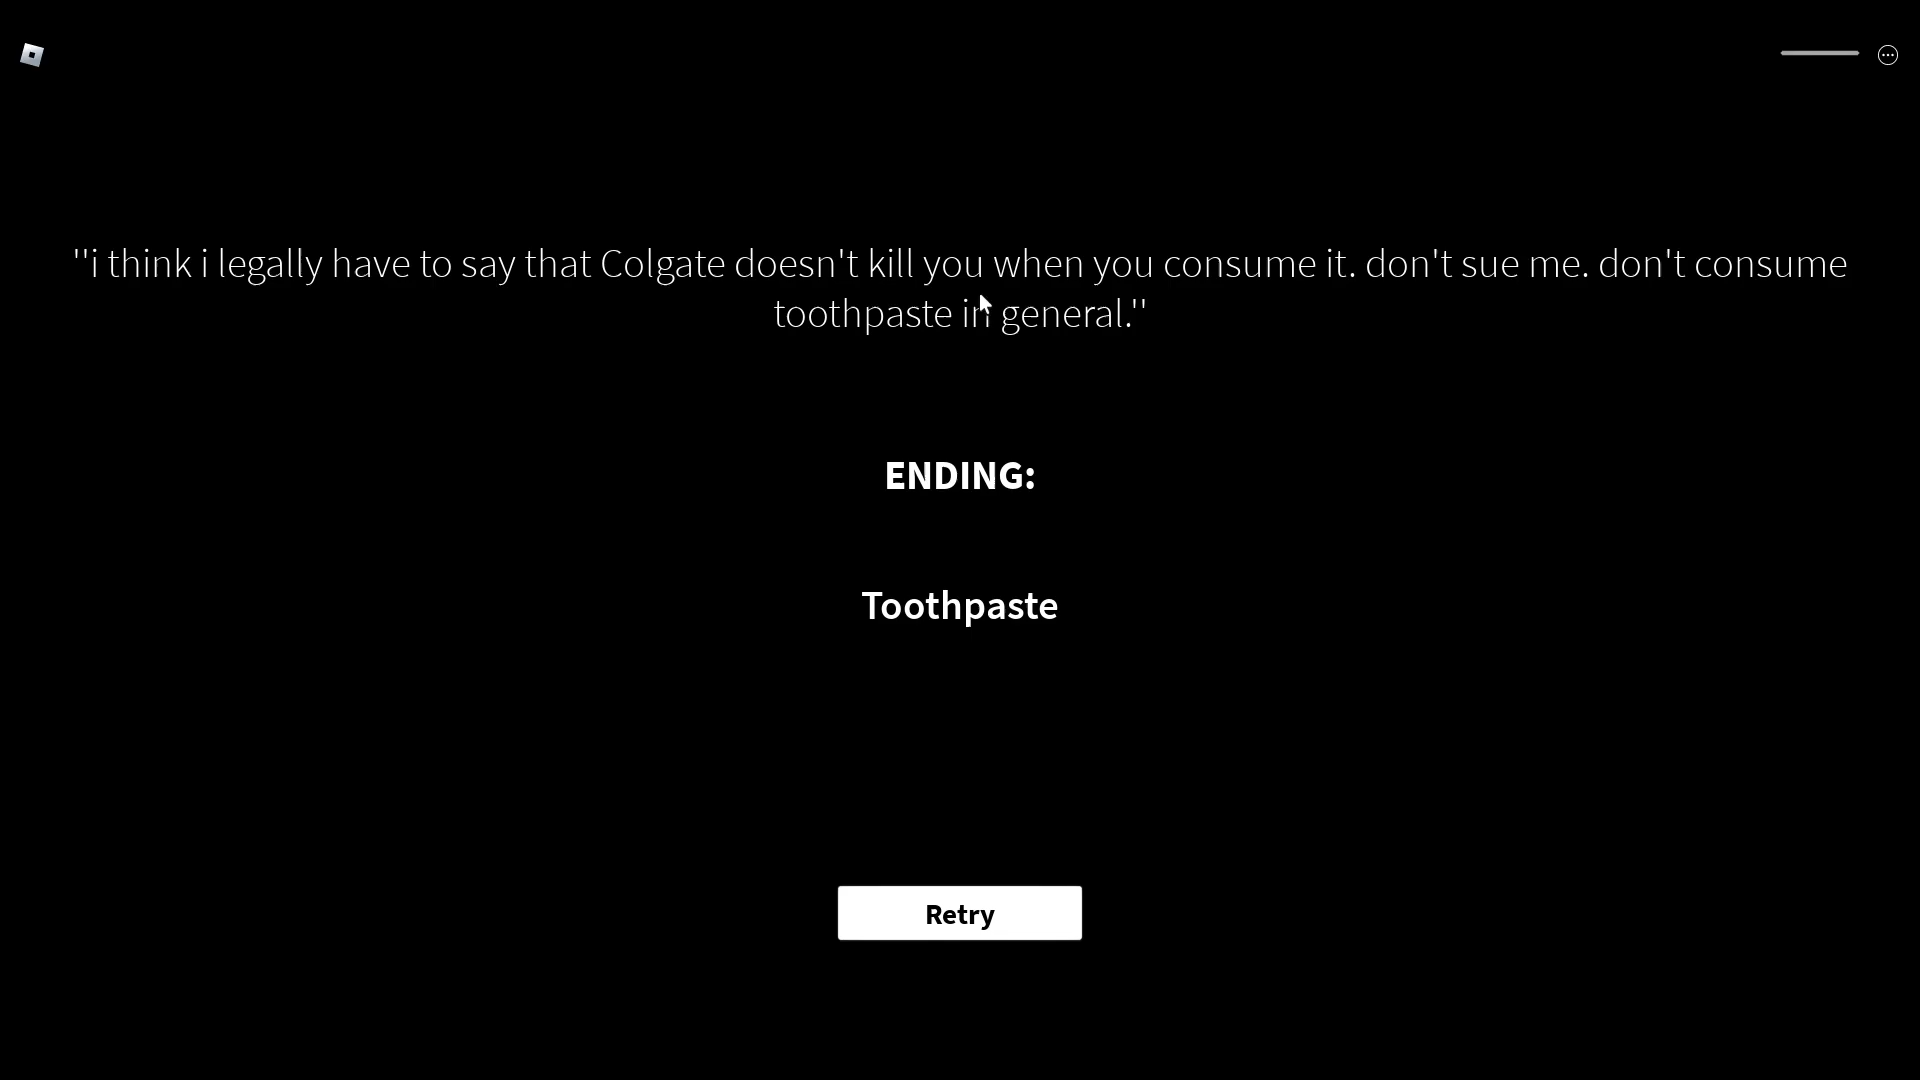 ''i think i legally have to say that Colgate doesn't kill you when you consume it. don't sue me. don't consume
toothpaste in general.''
ENDING:
Toothpaste
Retry